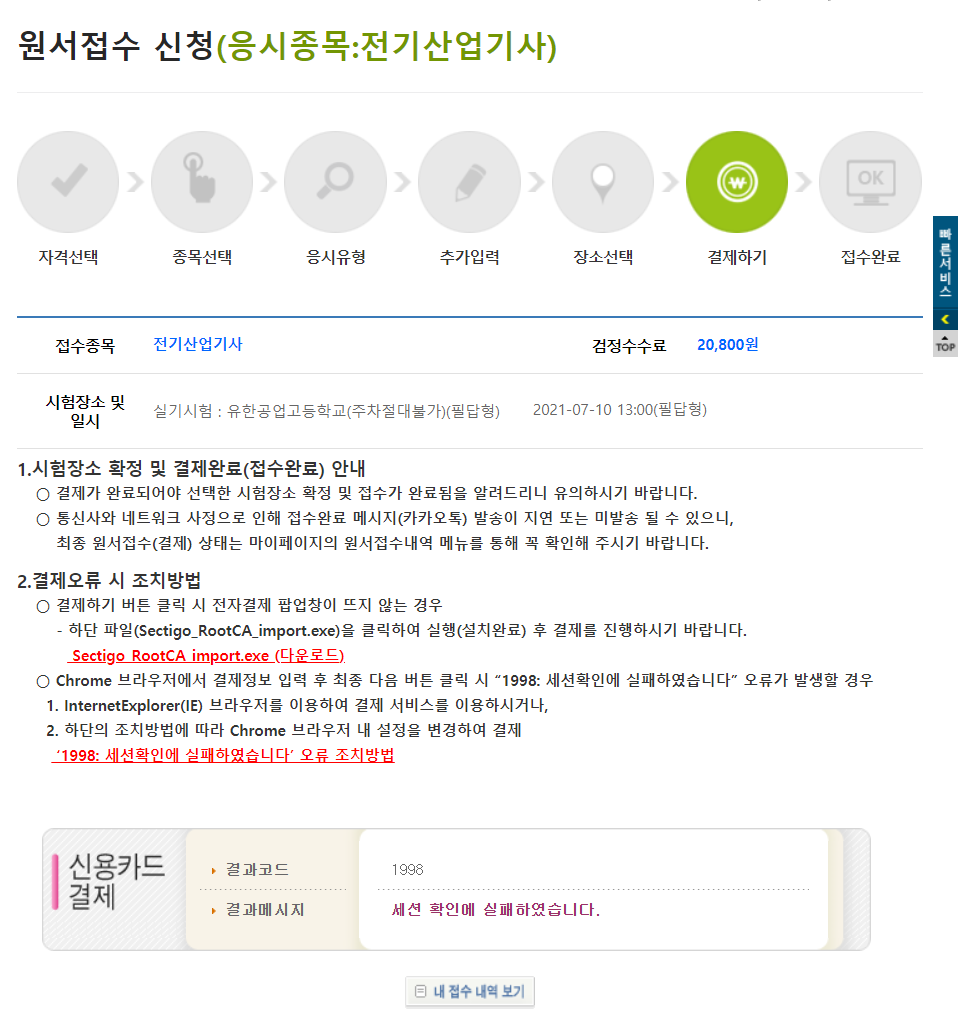 원서접수 신청(응시종목:전기산업기사)
OK
자격선택 종목선택 응시유형 추가입력 장소선택 결제하기 접수완료
빠른서비스
TOP
접수종목 전기산업기사 검정수수료 20,800원
시험장소 및
일시
실기시험 : 유한공업고등학교(주차절대불가)(필답형) 2021-07-10 13:00(필답형)
1.시험장소 확정 및 결제완료(접수완료) 안내
○ 결제가 완료되어야 선택한 시험장소 확정 및 접수가 완료됨을 알려드리니 유의하시기 바랍니다.
○ 통신사와 네트워크 사정으로 인해 접수완료 메시지(카카오톡) 발송이 지연 또는 미발송 될 수 있으니,
최종 원서접수(결제) 상태는 마이페이지의 원서접수내역 메뉴를 통해 꼭 확인해 주시기 바랍니다.
2.결제오류 시 조치방법
○ 결제하기 버튼 클릭 시 전자결제 팝업창이 뜨지 않는 경우
- 하단 파일(Sectigo_RootCA_import.exe)을 클릭하여 실행(설치완료) 후 결제를 진행하시기 바랍니다.
Sectigo_RootCA_import.exe (다운로드)
○ Chrome 브라우저에서 결제정보 입력 후 최종 다음 버튼 클릭 시 “1998: 세션확인에 실패하였습니다” 오류가 발생할 경우
1. InternetExplorer(IE) 브라우저를 이용하여 결제 서비스를 이용하시거나,
2. 하단의 조치방법에 따라 Chrome 브라우저 내 설정을 변경하여 결제
‘1998: 세션확인에 실패하였습니다’ 오류 조치방법
신용카드
결제
결과코드 1998
결과메시지 세션 확인에 실패하였습니다.
내 접수 내역 보기